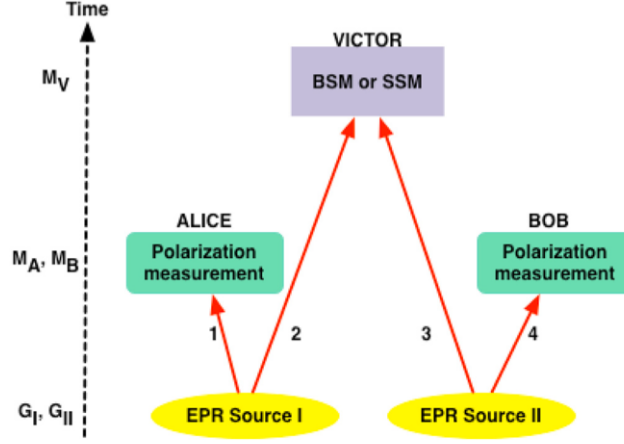 Time
VICTOR
M_V
BSM or SSM
ALICE
BOB
M_A, M_B
Polarization
measurement
Polarization
measurement
1
2
3
4
G_I, G_II
EPR Source I
EPR Source II